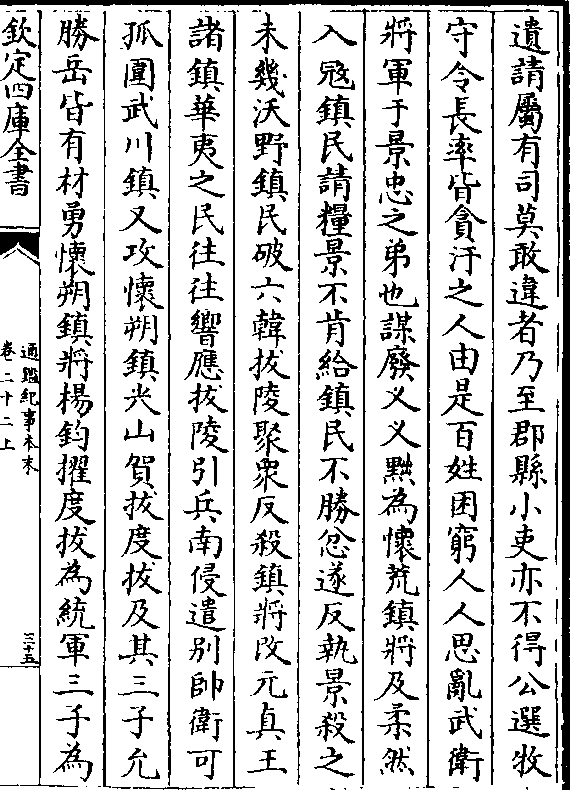 遺請屬有司莫敢違者乃至郡縣小吏亦不得公選牧
守令長率皆貪汙之人由是百姓困窮人人思亂武衛
將軍于景忠之弟也謀廢义义黜為懷荒鎮將及柔然
入寇鎮民請糧景不肯給鎮民不勝忿遂反執景殺之
未幾沃野鎮民破六韓拔陵聚衆反殺鎮將改元真王
諸鎮華夷之民往往響應拔陵引兵南侵遣别帥衛可
孤圍武川鎮又攻懷朔鎮尖山賀拔度拔及其三子允
勝岳皆有材勇懷朔鎮將楊鈞擢度拔為統軍三子為
欽定四庫全書
通鑑紀事本末
卷二十二上
三十五